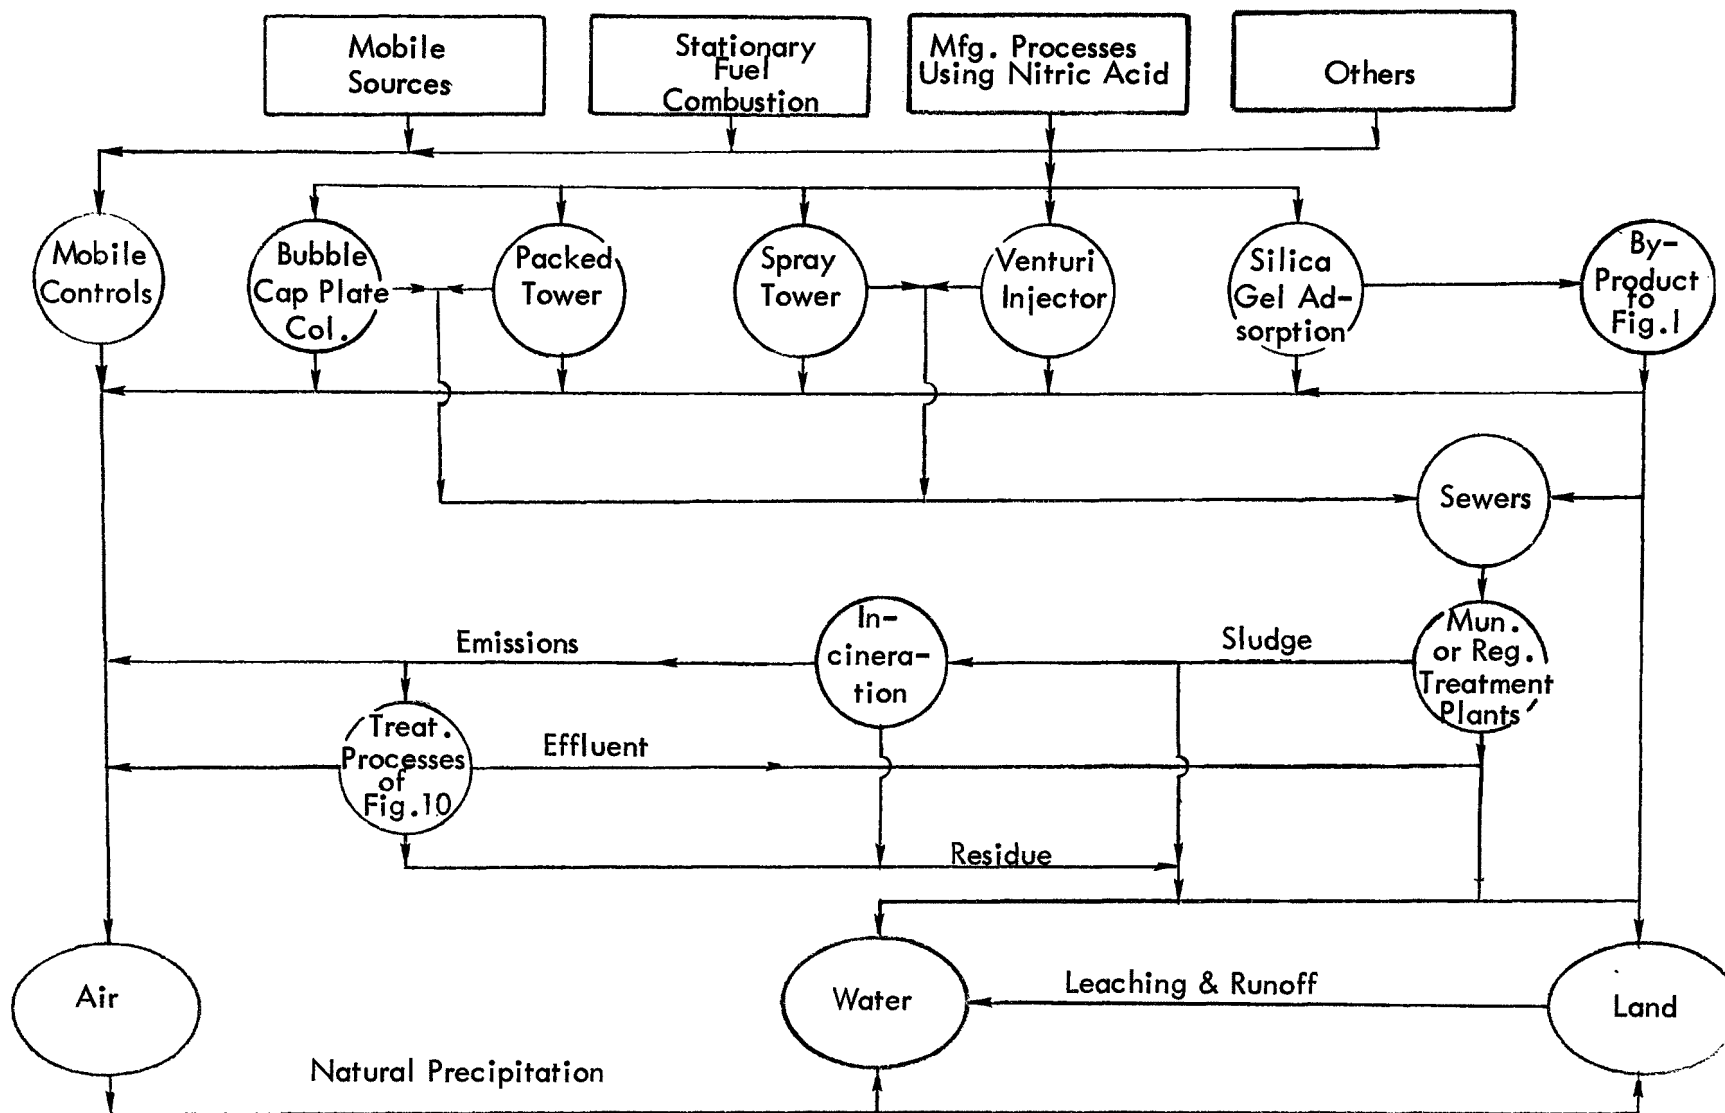 Mobile
Sources
Stationary
Fuel
Combustion
Mfg. Processes
Using Nitric Acid
Others
Mobile
Controls
Bubble
Cap Plate
Col.
Packed
Tower
Spray
Tower
Venturi
Injector
Silica
Gel Ad-
sorption
By-
Product
to
Fig.1
Sewers
Emissions
In-
cinera-
tion
Sludge
Mun.
or Reg.
Treatment
Plants
Treat.
Processes
of
Fig.10
Effluent
Residue
Air
Water
Leaching & Runoff
Land
Natural Precipitation